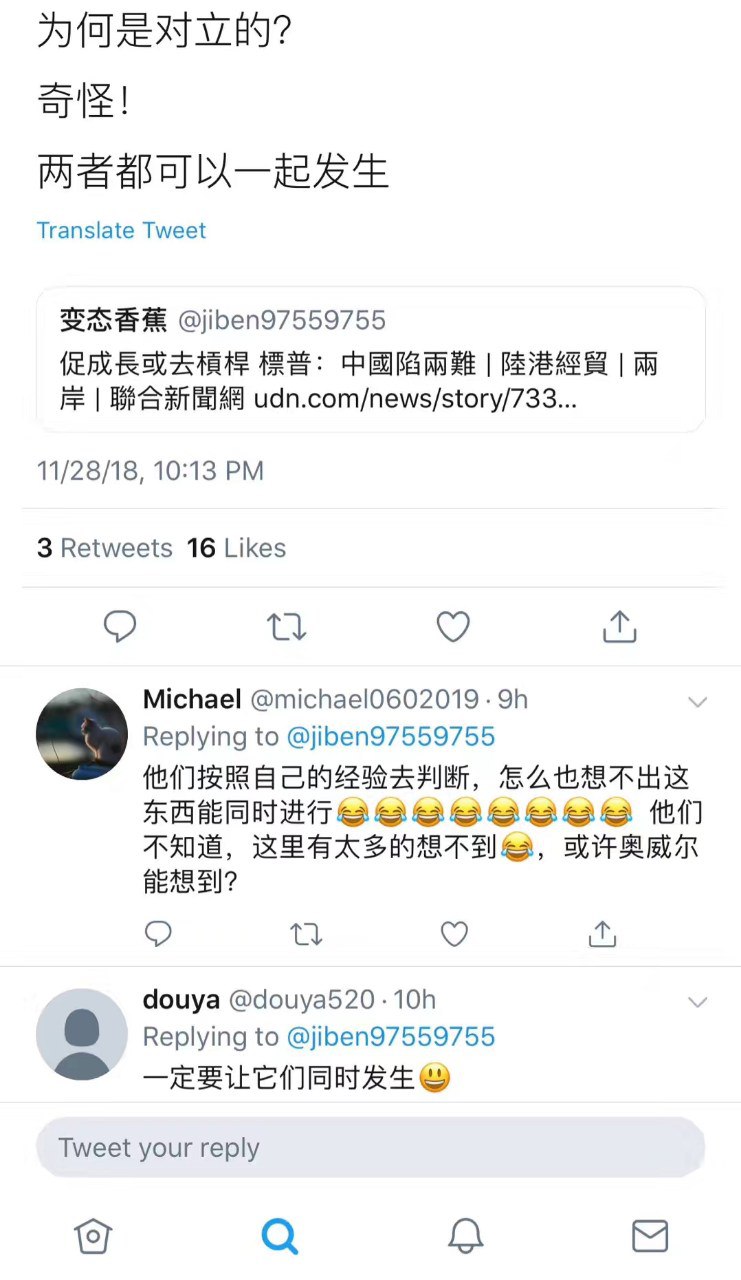 为何是对立的？
奇怪！
两者都可以一起发生
Translate Tweet
变态香蕉 @jiben97559755
促成長或去槓桿 標普：中國陷兩難 | 陸港經貿 | 兩
岸 | 聯合新聞網 udn.com/news/story/733...
11/28/18, 10:13 PM
3 Retweets 16 Likes
Michael @michael0602019 · 9h
Replying to @jiben97559755
他们按照自己的经验去判断，怎么也想不出这
东西能同时进行😂😂😂😂😂😂😂😂 他们
不知道，这里有太多的想不到😂，或许奥威尔
能想到？
douya @douya520 · 10h
Replying to @jiben97559755
一定要让它们同时发生😃
Tweet your reply